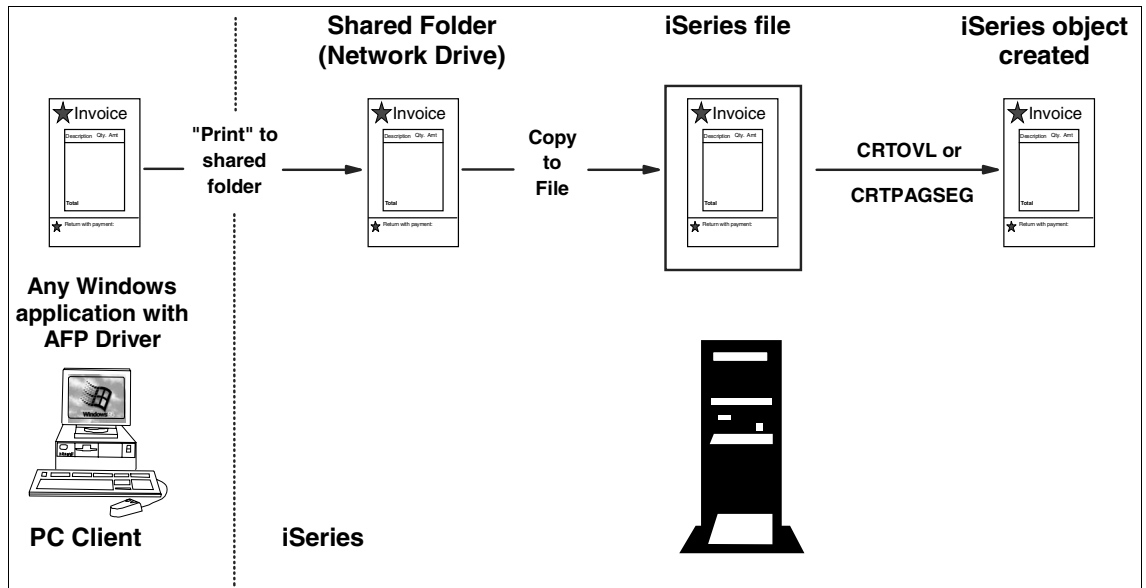 Shared Folder
(Network Drive)
iSeries file
iSeries object
created
Invoice
Description Qty. Amt
Total
Return with payment:
"Print" to
shared
folder
Invoice
Description Qty. Amt
Total
Return with payment:
Copy
to
File
Invoice
Description Qty. Amt
Total
Return with payment:
CRTOVL or
CRTPAGSEG
Invoice
Description Qty. Amt
Total
Return with payment:
Any Windows
application with
AFP Driver
Windows
PC Client
iSeries